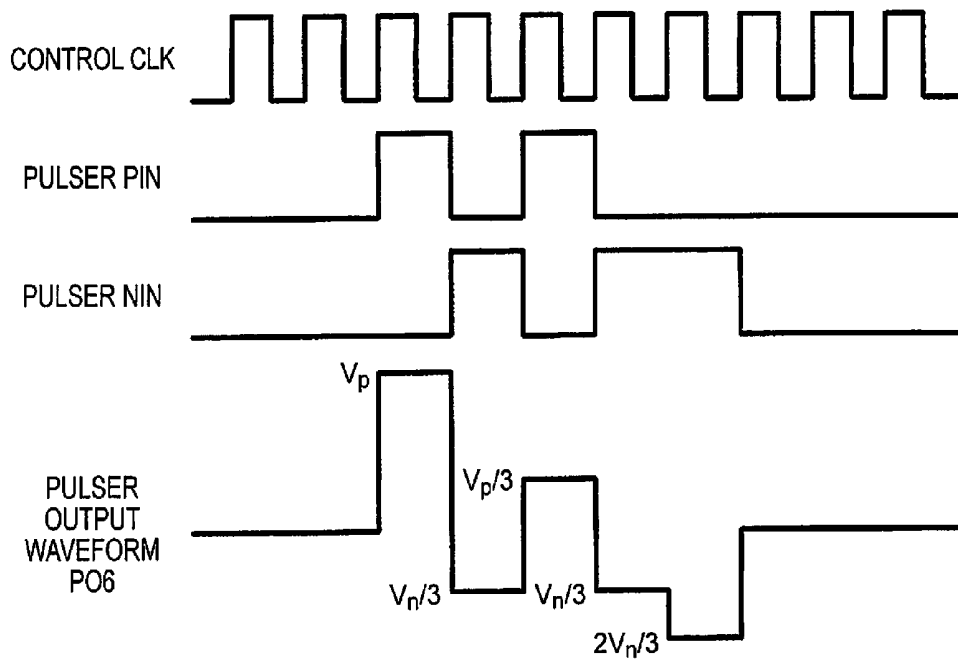 CONTROL CLK
PULSER PIN
PULSER NIN
Vp
Vp/3
PULSER
OUTPUT
WAVEFORM
PO6
Vn/3
Vn/3
2Vn/3